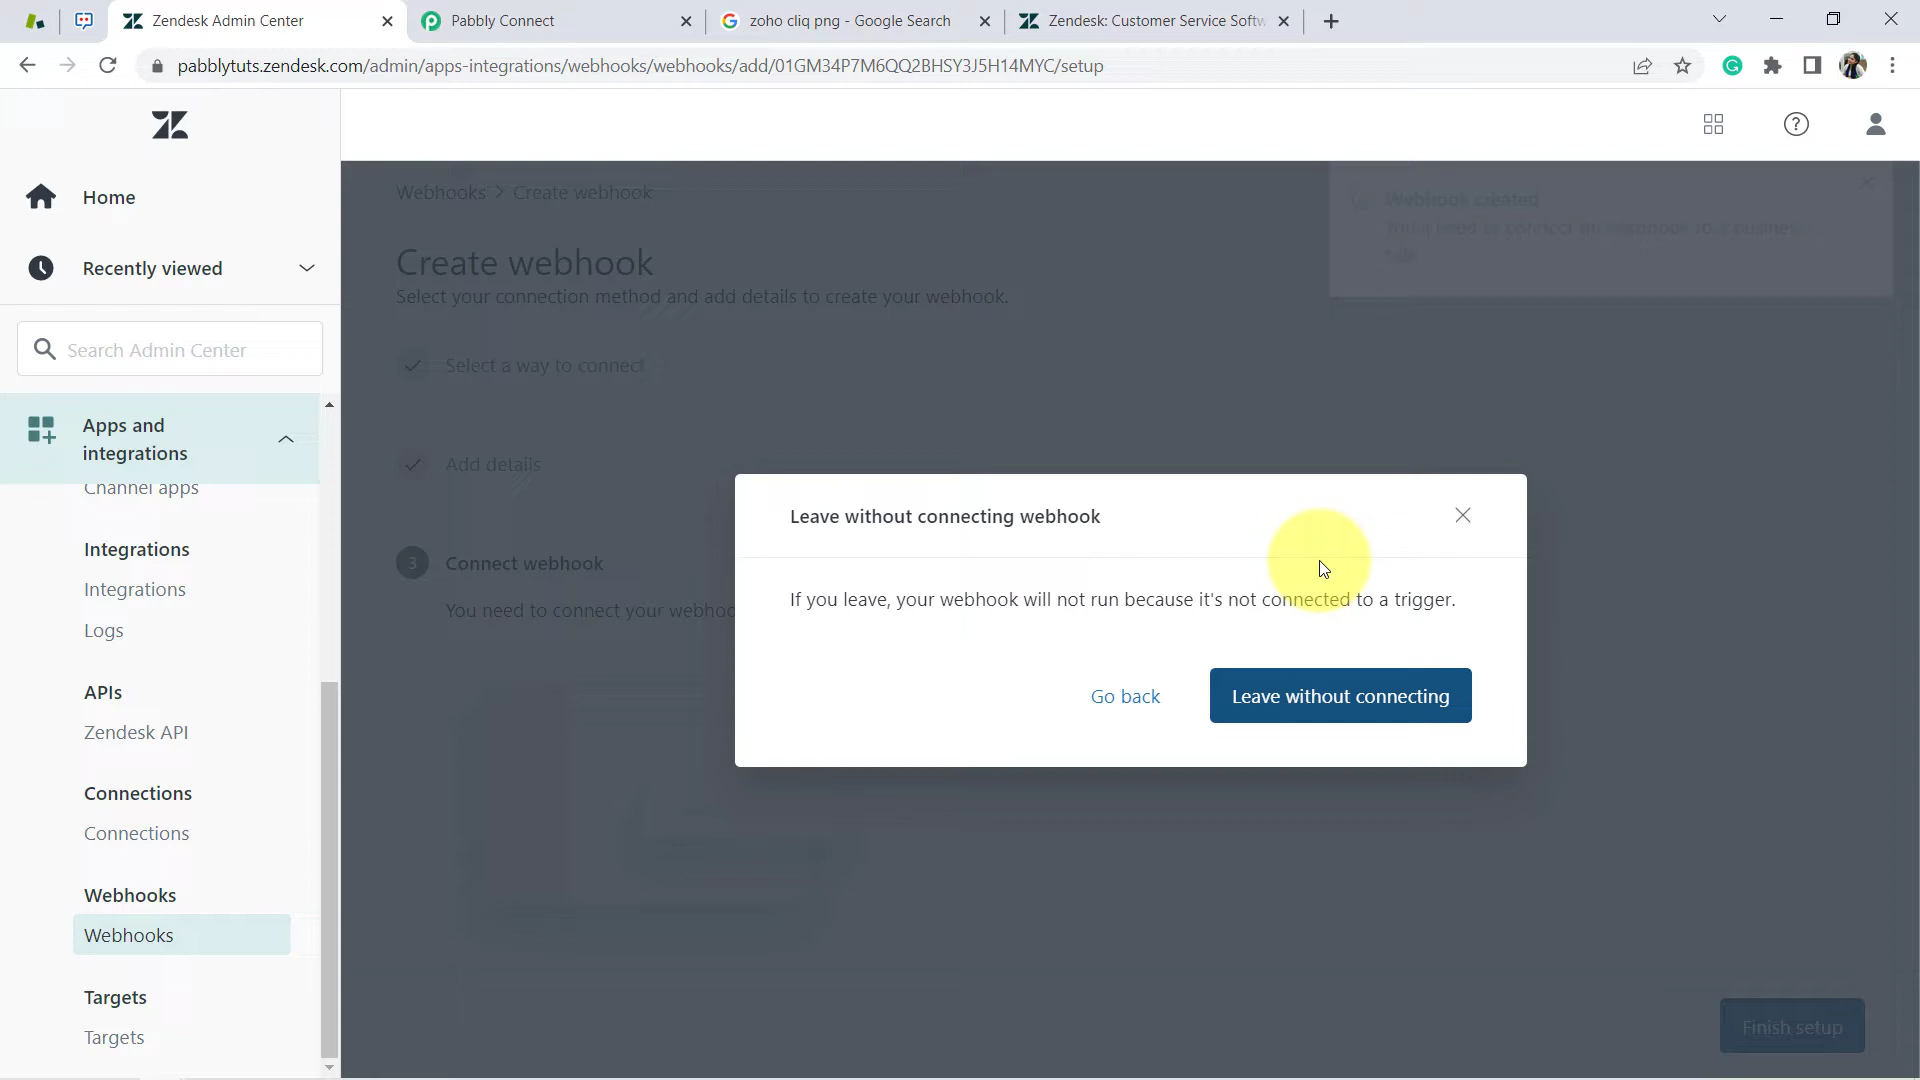 Zendesk Admin Center
Pabbly Connect
zoho cliq png - Google Search
Zendesk: Customer Service Softw
pabblytuts.zendesk.com/admin/apps-integrations/webhooks/webhooks/add/01GM34P7M6QQ2BHSY3J5H14MYC/setup
Home
Recently viewed
Search Admin Center
Apps and
integrations
Channel apps
Integrations
Integrations
Logs
APIs
Zendesk API
Connections
Connections
Webhooks
Webhooks
Targets
Targets
Webhooks > Create webhook
Create webhook
Select your connection method and add details to create your webhook.
Webhook created
Select a way to connect
Add details
3 Connect webhook
You need to connect your webhoo
Leave without connecting webhook
If you leave, your webhook will not run because it's not connected to a trigger.
Go back
Leave without connecting
Finish setup